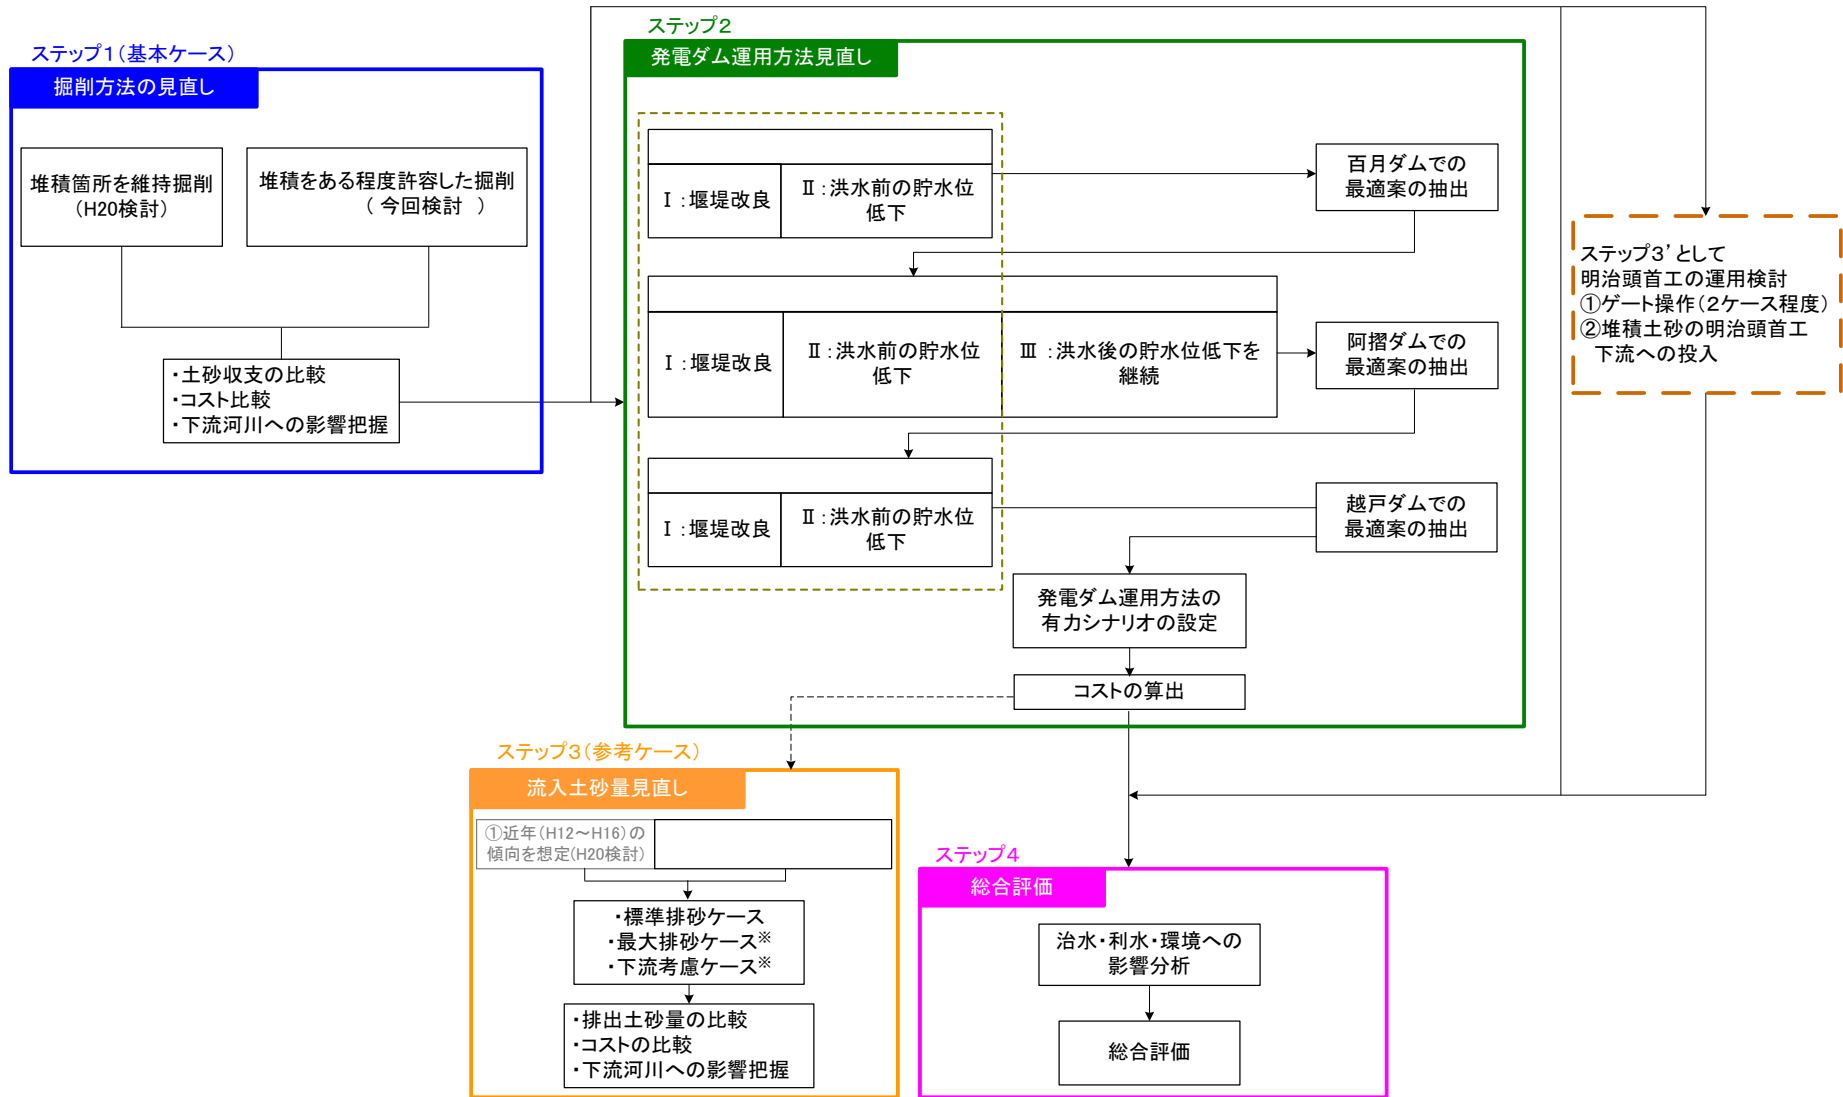 ステップ1（基本ケース）
掘削方法の見直し
堆積箇所を維持掘削
（H20検討）
堆積をある程度許容した掘削
（ 今回検討 ）
・土砂収支の比較
・コスト比較
・下流河川への影響把握
ステップ2
発電ダム運用方法見直し
Ⅰ：堰堤改良
Ⅱ：洪水前の貯水位
低下
百月ダムでの
最適案の抽出
Ⅰ：堰堤改良
Ⅱ：洪水前の貯水位
低下
Ⅲ：洪水後の貯水位低下を
継続
阿摺ダムでの
最適案の抽出
Ⅰ：堰堤改良
Ⅱ：洪水前の貯水位
低下
越戸ダムでの
最適案の抽出
発電ダム運用方法の
有力シナリオの設定
コストの算出
ステップ3’として
明治頭首工の運用検討
①ゲート操作（2ケース程度）
②堆積土砂の明治頭首工
下流への投入
ステップ3（参考ケース）
流入土砂量見直し
①近年（H12～H16）の
傾向を想定（H20検討）
・標準排砂ケース
・最大排砂ケース※
・下流考慮ケース※
・排出土砂量の比較
・コストの比較
・下流河川への影響把握
ステップ4
総合評価
治水・利水・環境への
影響分析
総合評価